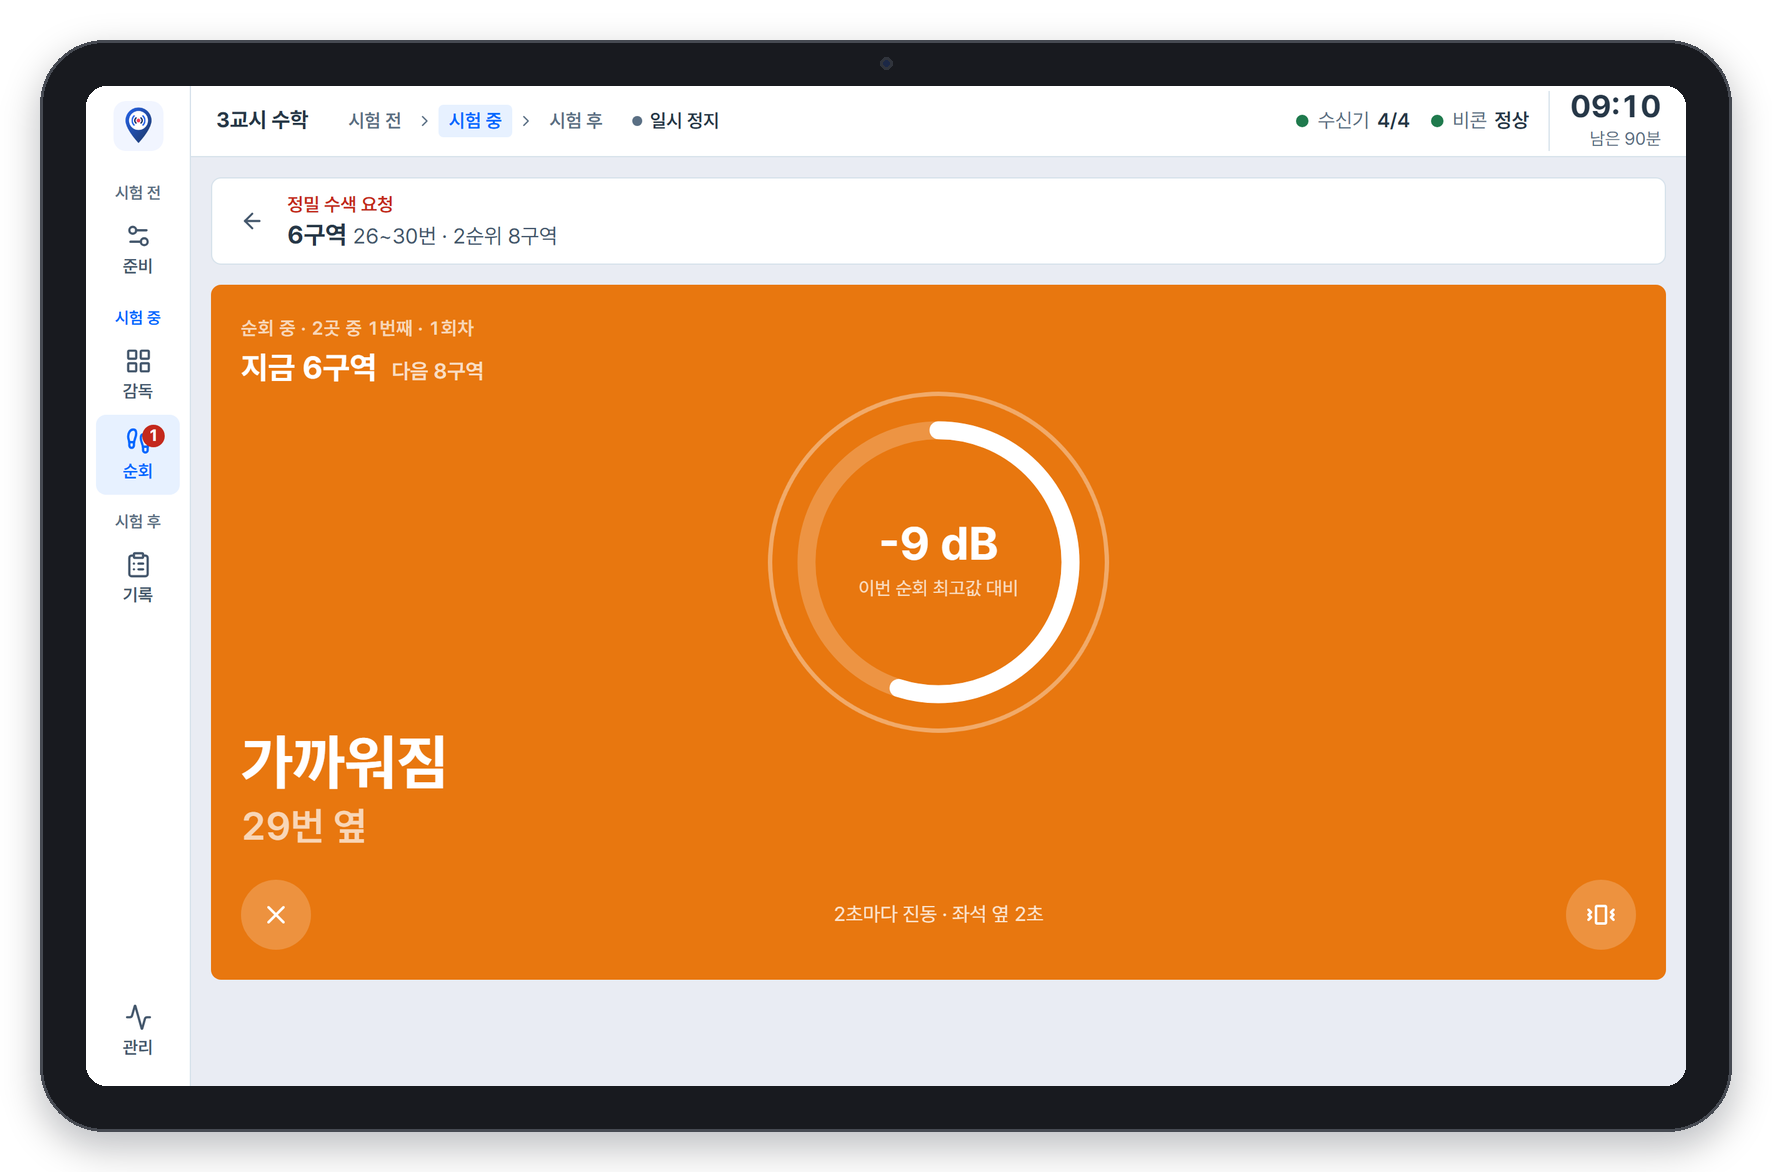 3교시 수학
시험 전
시험 중
시험 후
일시 정지
수신기 4/4
비콘 정상
09:10
남은 90분
시험 전
준비
시험 중
감독
1
순회
시험 후
기록
관리
정밀 수색 요청
6구역 26~30번 · 2순위 8구역
순회 중 · 2곳 중 1번째 · 1회차
지금 6구역 다음 8구역
-9 dB
이번 순회 최고값 대비
가까워짐
29번 옆
2초마다 진동 · 좌석 옆 2초